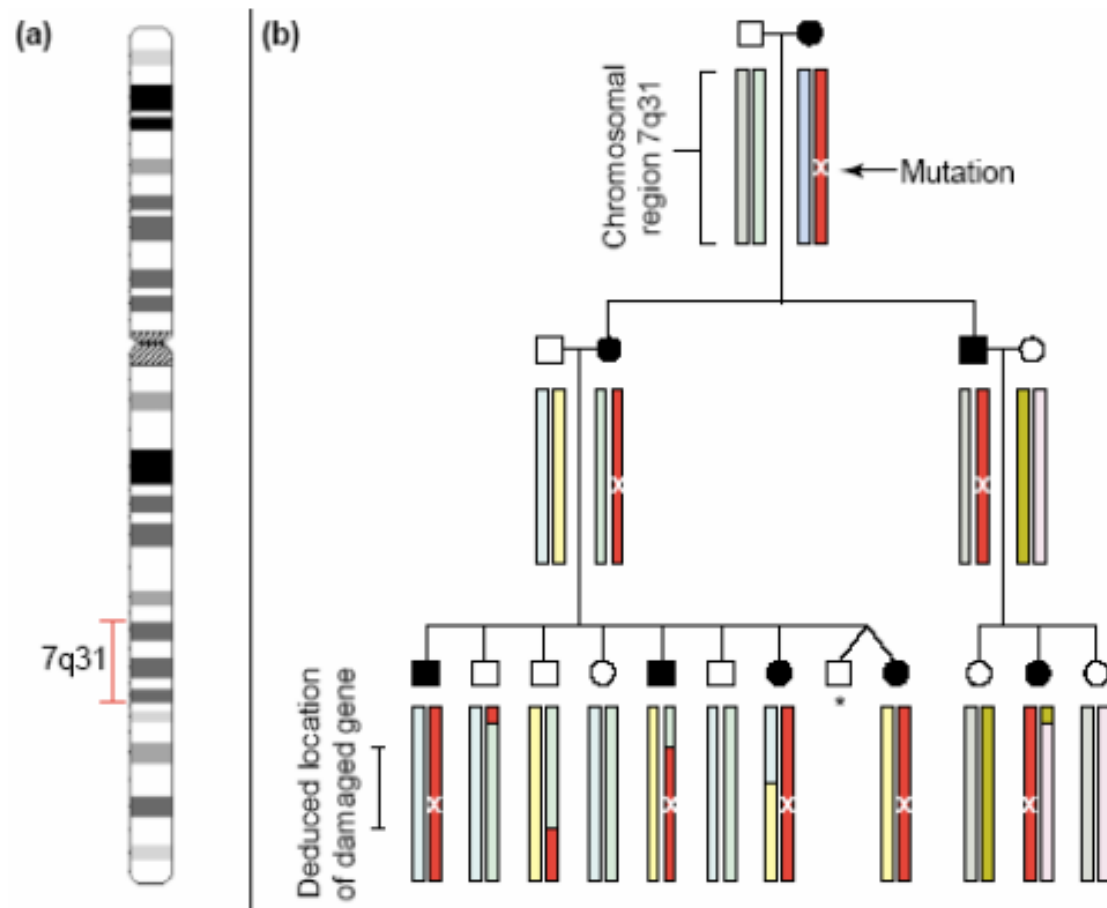 (a)
7q31
(b)
Chromosomal
region 7q31
Mutation
*
Deduced location
of damaged gene